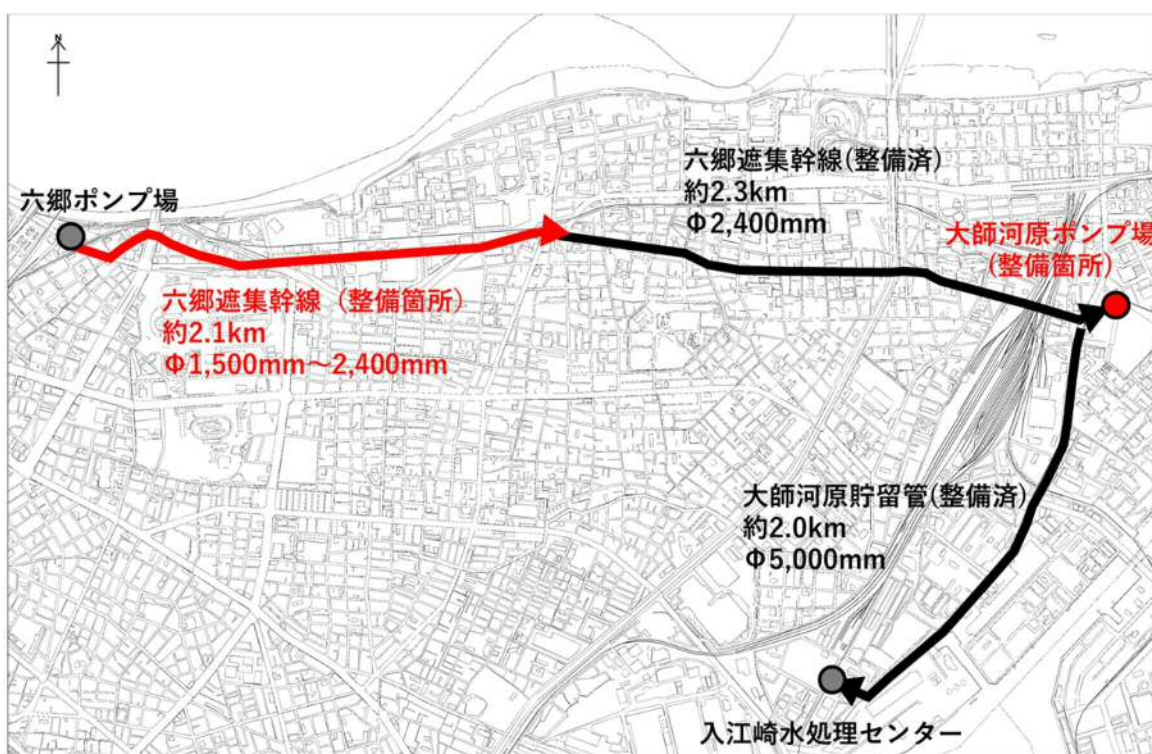 N
六郷ポンプ場
六郷遮集幹線(整備済)
約2.3km
Φ2,400mm
大師河原ポンプ場
(整備箇所)
六郷遮集幹線（整備箇所）
約2.1km
Φ1,500mm～2,400mm
大師河原貯留管(整備済)
約2.0km
Φ5,000mm
入江崎水処理センター